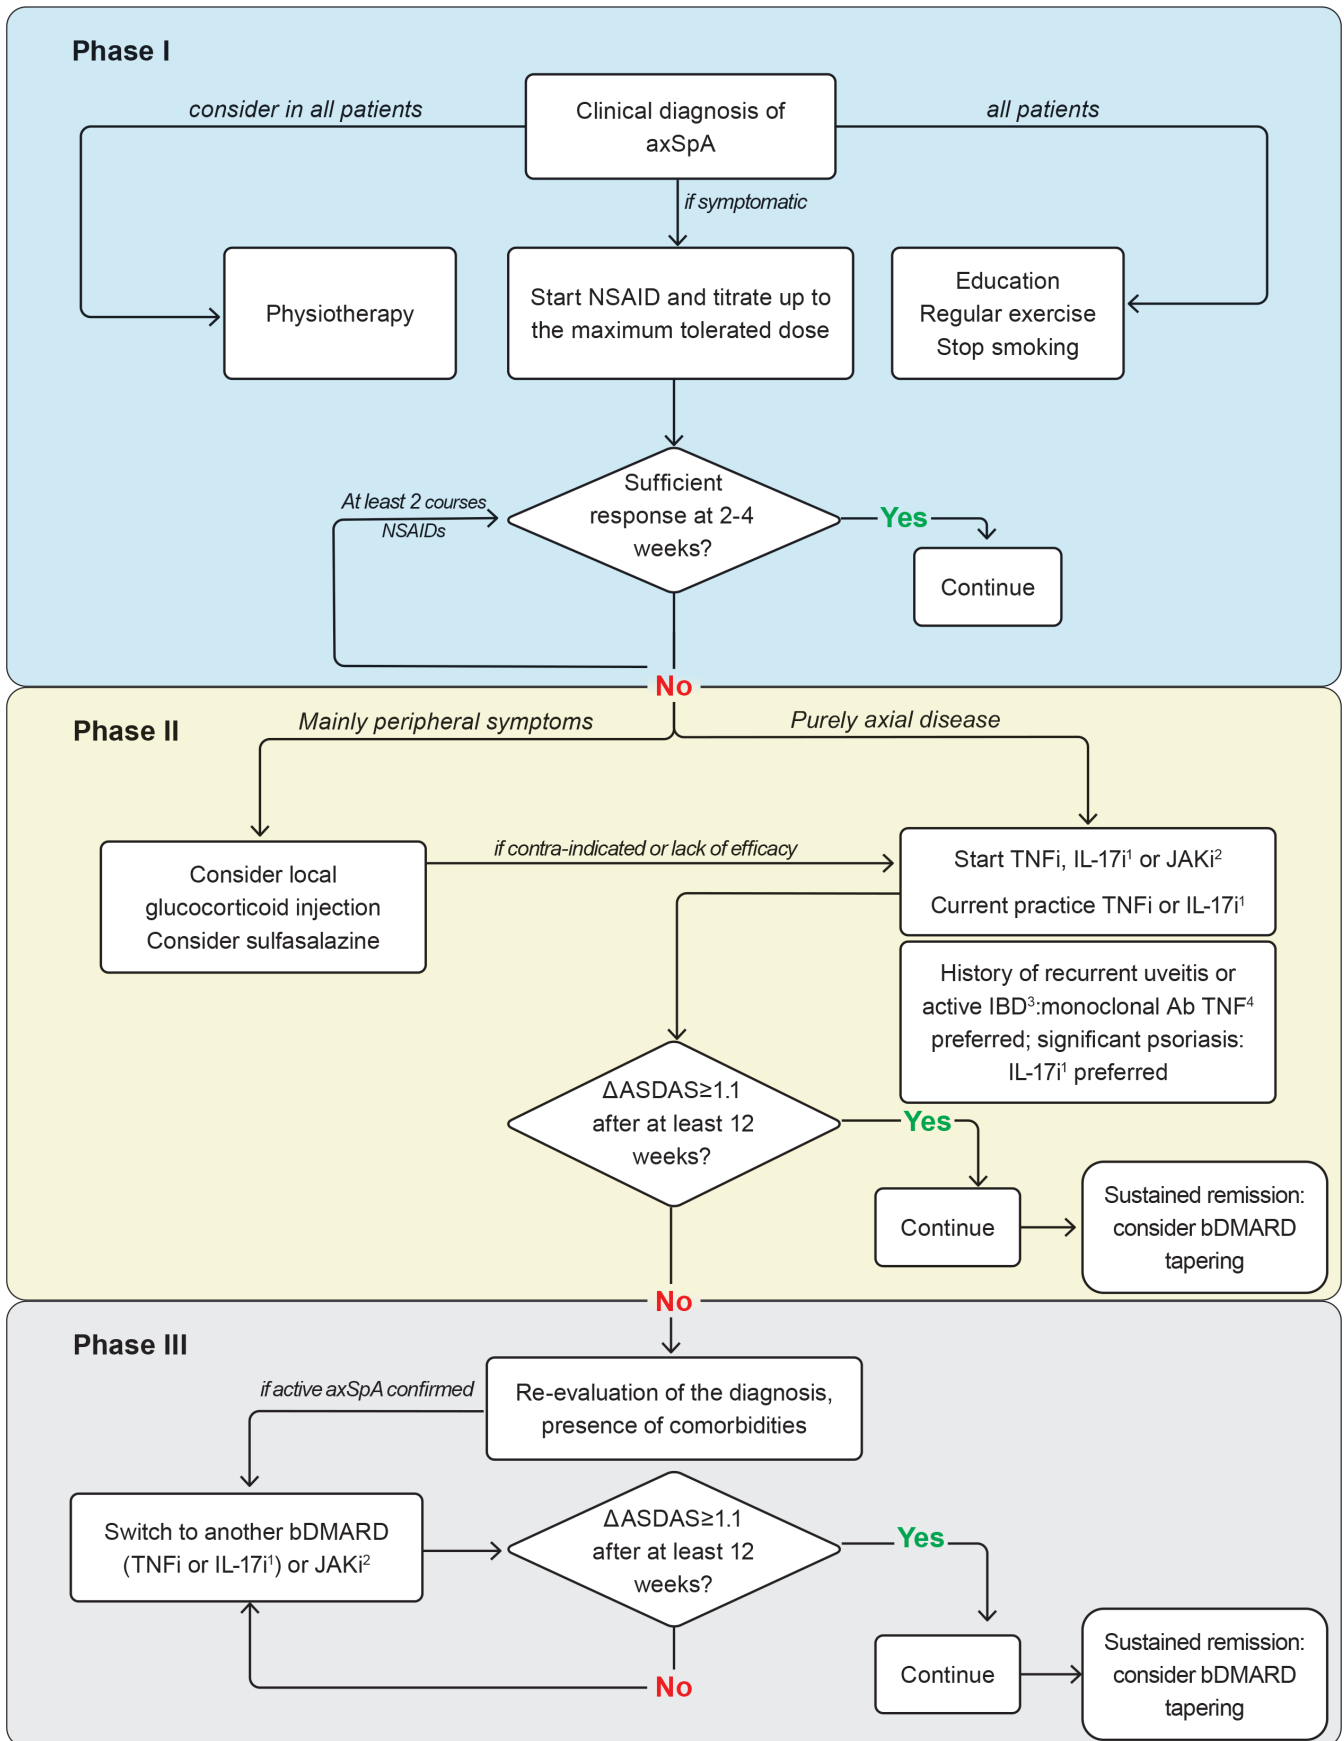 Phase I
consider in all patients
Clinical diagnosis of
axSpA
all patients
if symptomatic
Physiotherapy
Start NSAID and titrate up to
the maximum tolerated dose
Education
Regular exercise
Stop smoking
At least 2 courses
NSAIDs
Sufficient
response at 2-4
weeks?
Yes
Continue
No
Phase II
Mainly peripheral symptoms
Purely axial disease
Consider local
glucocorticoid injection
Consider sulfasalazine
if contra-indicated or lack of efficacy
Start TNFi, IL-17i¹ or JAKi²
Current practice TNFi or IL-17i¹
History of recurrent uveitis or
active IBD³:monoclonal Ab TNF⁴
preferred; significant psoriasis:
IL-17i¹ preferred
ΔASDAS≥1.1
after at least 12
weeks?
Yes
Continue
Sustained remission:
consider bDMARD
tapering
No
Phase III
if active axSpA confirmed
Re-evaluation of the diagnosis,
presence of comorbidities
Switch to another bDMARD
(TNFi or IL-17i¹) or JAKi²
ΔASDAS≥1.1
after at least 12
weeks?
Yes
No
Continue
Sustained remission:
consider bDMARD
tapering